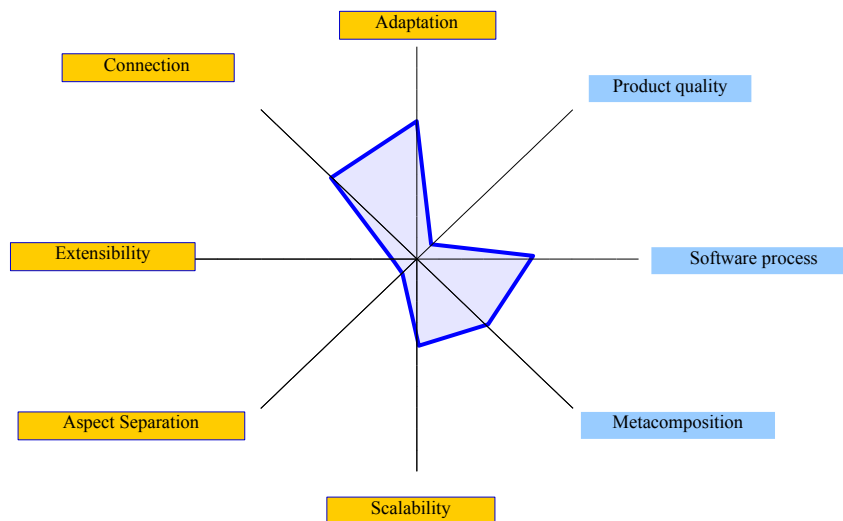 Adaptation
Connection
Product quality
Extensibility
Software process
Aspect Separation
Metacomposition
Scalability